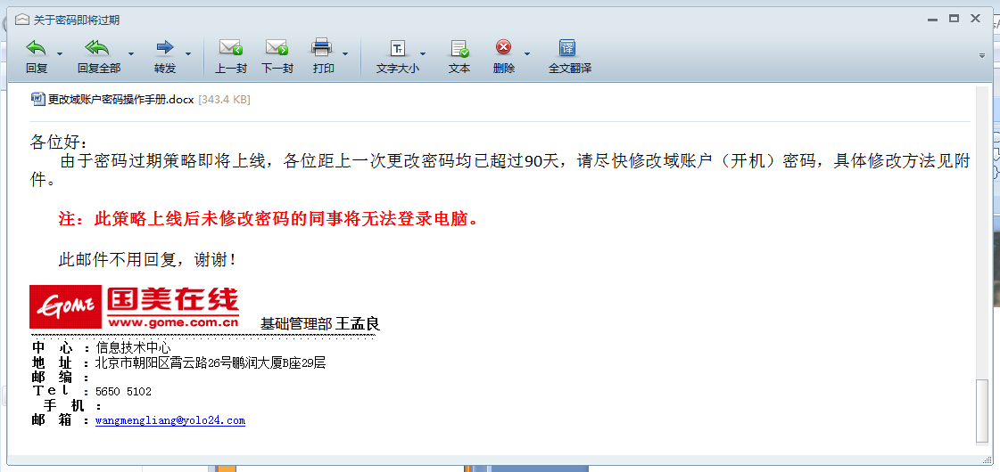 关于密码即将过期
回复 回复全部 转发 上一封 下一封 打印 文字大小 文本 删除 全文翻译
更改域账户密码操作手册.docx [343.4 KB]
各位好：
由于密码过期策略即将上线，各位距上一次更改密码均已超过90天，请尽快修改域账户（开机）密码，具体修改方法见附
件。
注：此策略上线后未修改密码的同事将无法登录电脑。
此邮件不用回复，谢谢！
GOME 国美在线
www.gome.com.cn 基础管理部 王孟良
中 心 ：信息技术中心
地 址 ：北京市朝阳区霄云路26号鹏润大厦B座29层
邮 编 ：
Tel ：5650 5102
手 机 ：
邮 箱 ：wangmengliang@yolo24.com